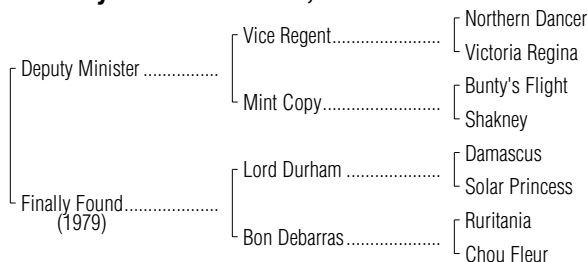 Deputy Minister ................
Finally Found....................
(1979)
Vice Regent.......................
Mint Copy.........................
Lord Durham ....................
Bon Debarras....................
Northern Dancer
Victoria Regina
Bunty's Flight
Shakney
Damascus
Solar Princess
Ruritania
Chou Fleur